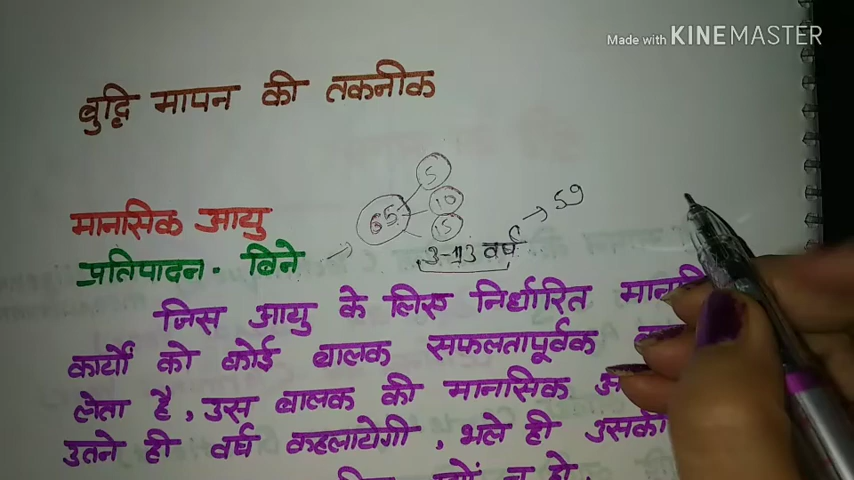 Made with KINEMASTER
बुद्धि मापन की तकनीक
5
मानसिक आयु 65 10
15
प्रतिपादन - बिने → 3-13 वर्ष → 59
जिस आयु के लिए निर्धारित
कार्यों को कोई बालक सफलतापूर्वक
लेता है, उस बालक की मानसिक
उतने ही वर्ष कहलायेगी, भले ही उसकी
न हो.